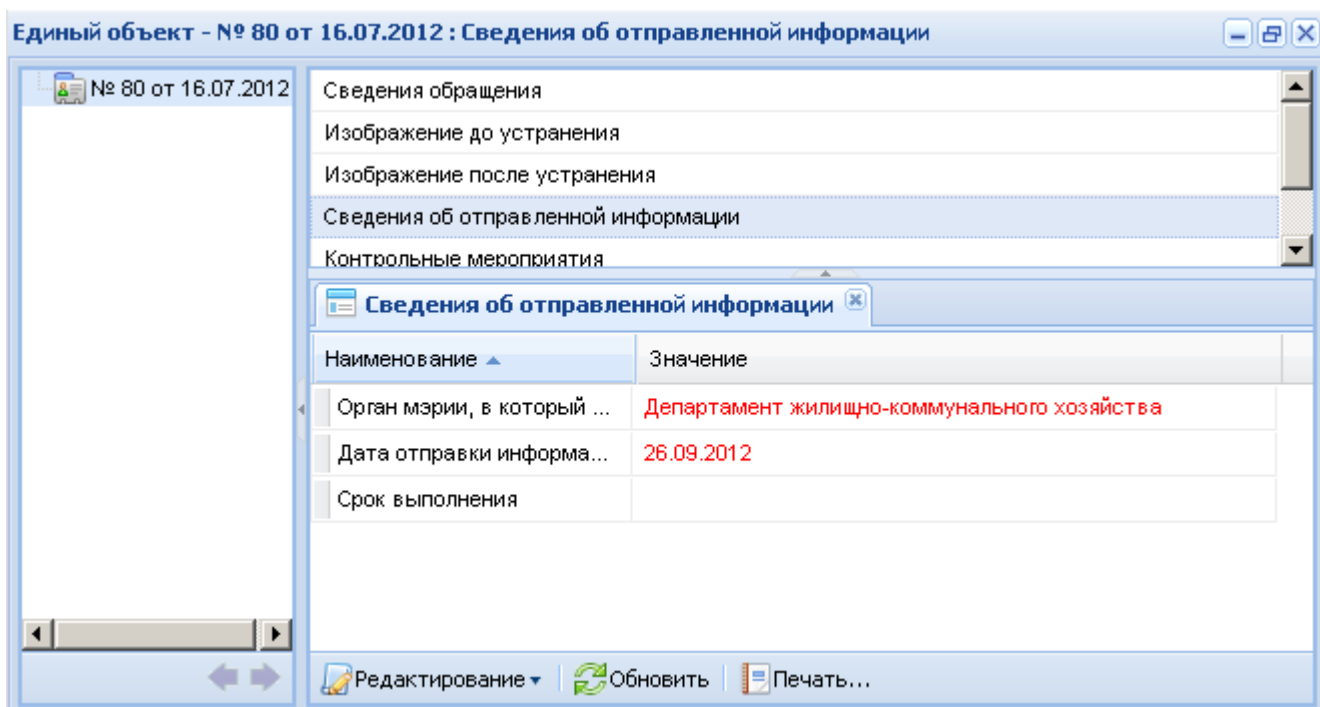 Единый объект - № 80 от 16.07.2012 : Сведения об отправленной информации
№ 80 от 16.07.2012
Сведения обращения
Изображение до устранения
Изображение после устранения
Сведения об отправленной информации
Контрольные мероприятия
Сведения об отправленной информации
Наименование Значение
Орган мэрии, в который ... Департамент жилищно-коммунального хозяйства
Дата отправки информа... 26.09.2012
Срок выполнения
Редактирование Обновить Печать...